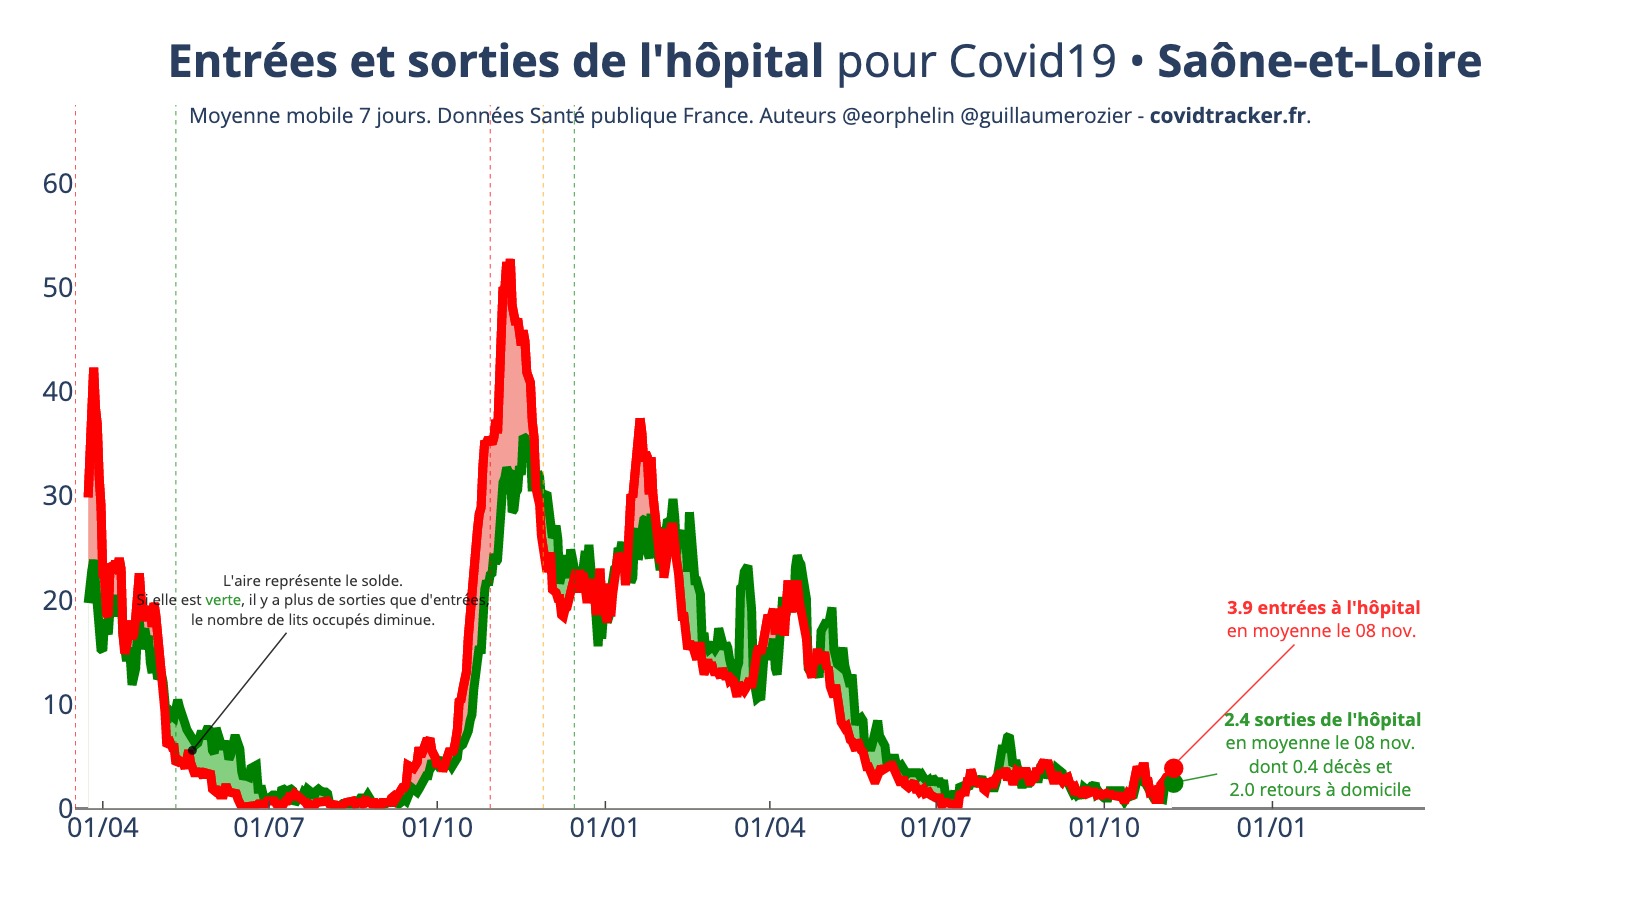 Entrées et sorties de l'hôpital pour Covid19 • Saône-et-Loire
Moyenne mobile 7 jours. Données Santé publique France. Auteurs @eorphelin @guillaumerozier - covidtracker.fr.
60
50
40
30
20
10
0
L'aire représente le solde.
Si elle est verte, il y a plus de sorties que d'entrées,
le nombre de lits occupés diminue.
3.9 entrées à l'hôpital
en moyenne le 08 nov.
2.4 sorties de l'hôpital
en moyenne le 08 nov.
dont 0.4 décès et
2.0 retours à domicile
01/04 01/07 01/10 01/01 01/04 01/07 01/10 01/01